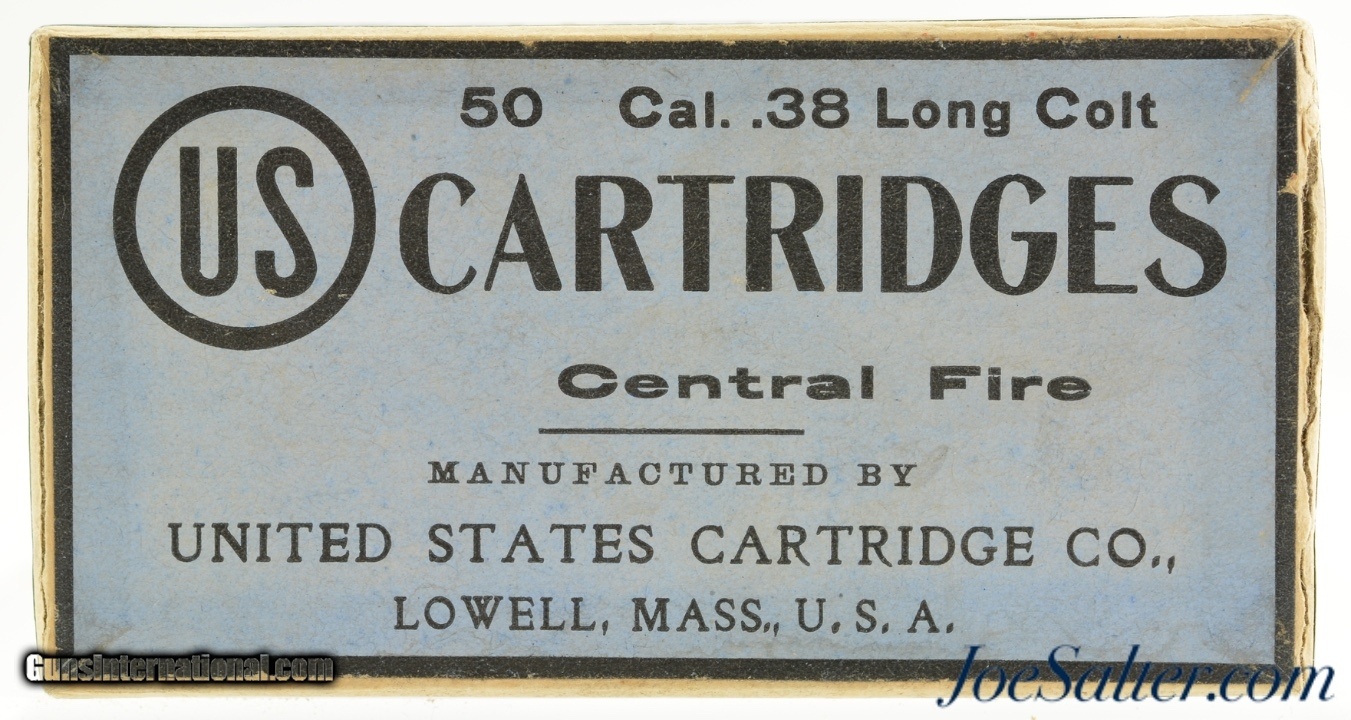 50 Cal. .38 Long Colt
US CARTRIDGES
Central Fire
MANUFACTURED BY
UNITED STATES CARTRIDGE CO.,
LOWELL, MASS., U. S. A.
GunsInternational.com
JoeSalter.com